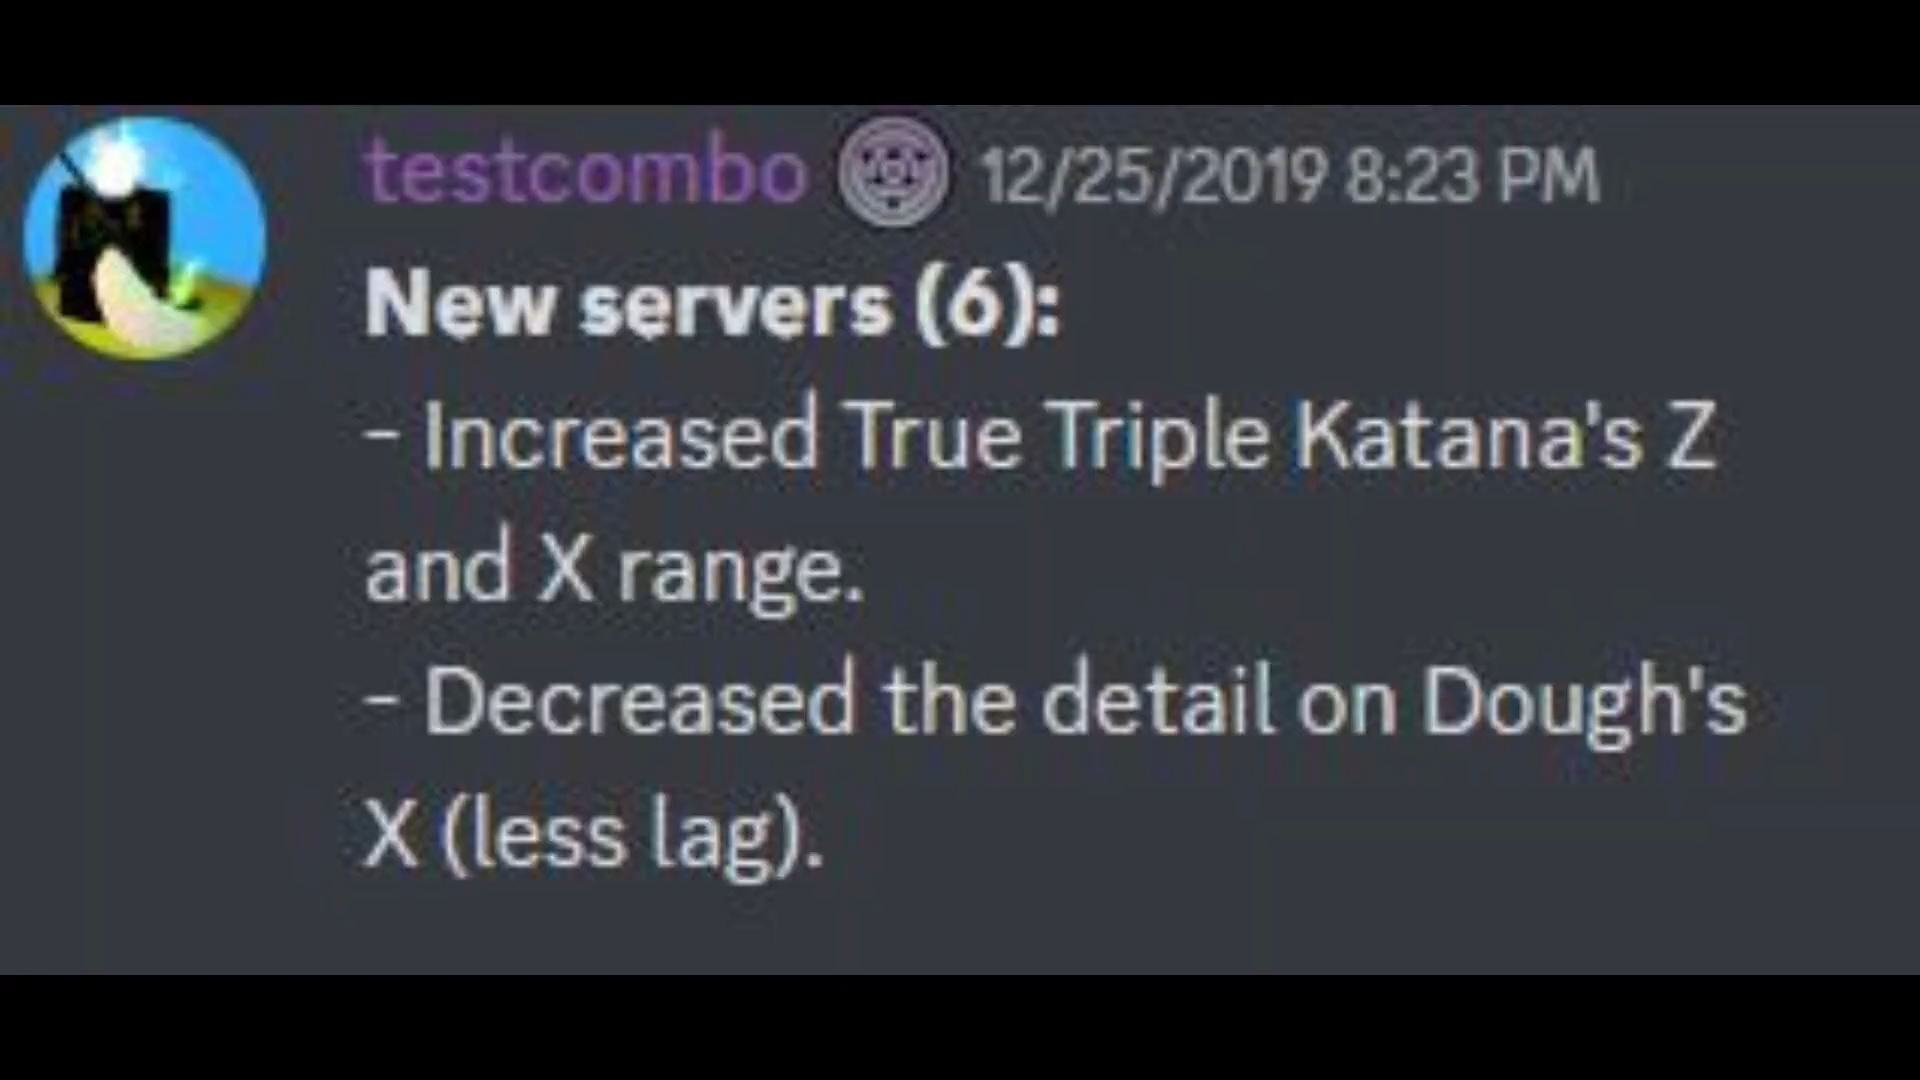 testcombo 12/25/2019 8:23 PM
New servers (6):
- Increased True Triple Katana's Z
and X range.
- Decreased the detail on Dough's
X (less lag).